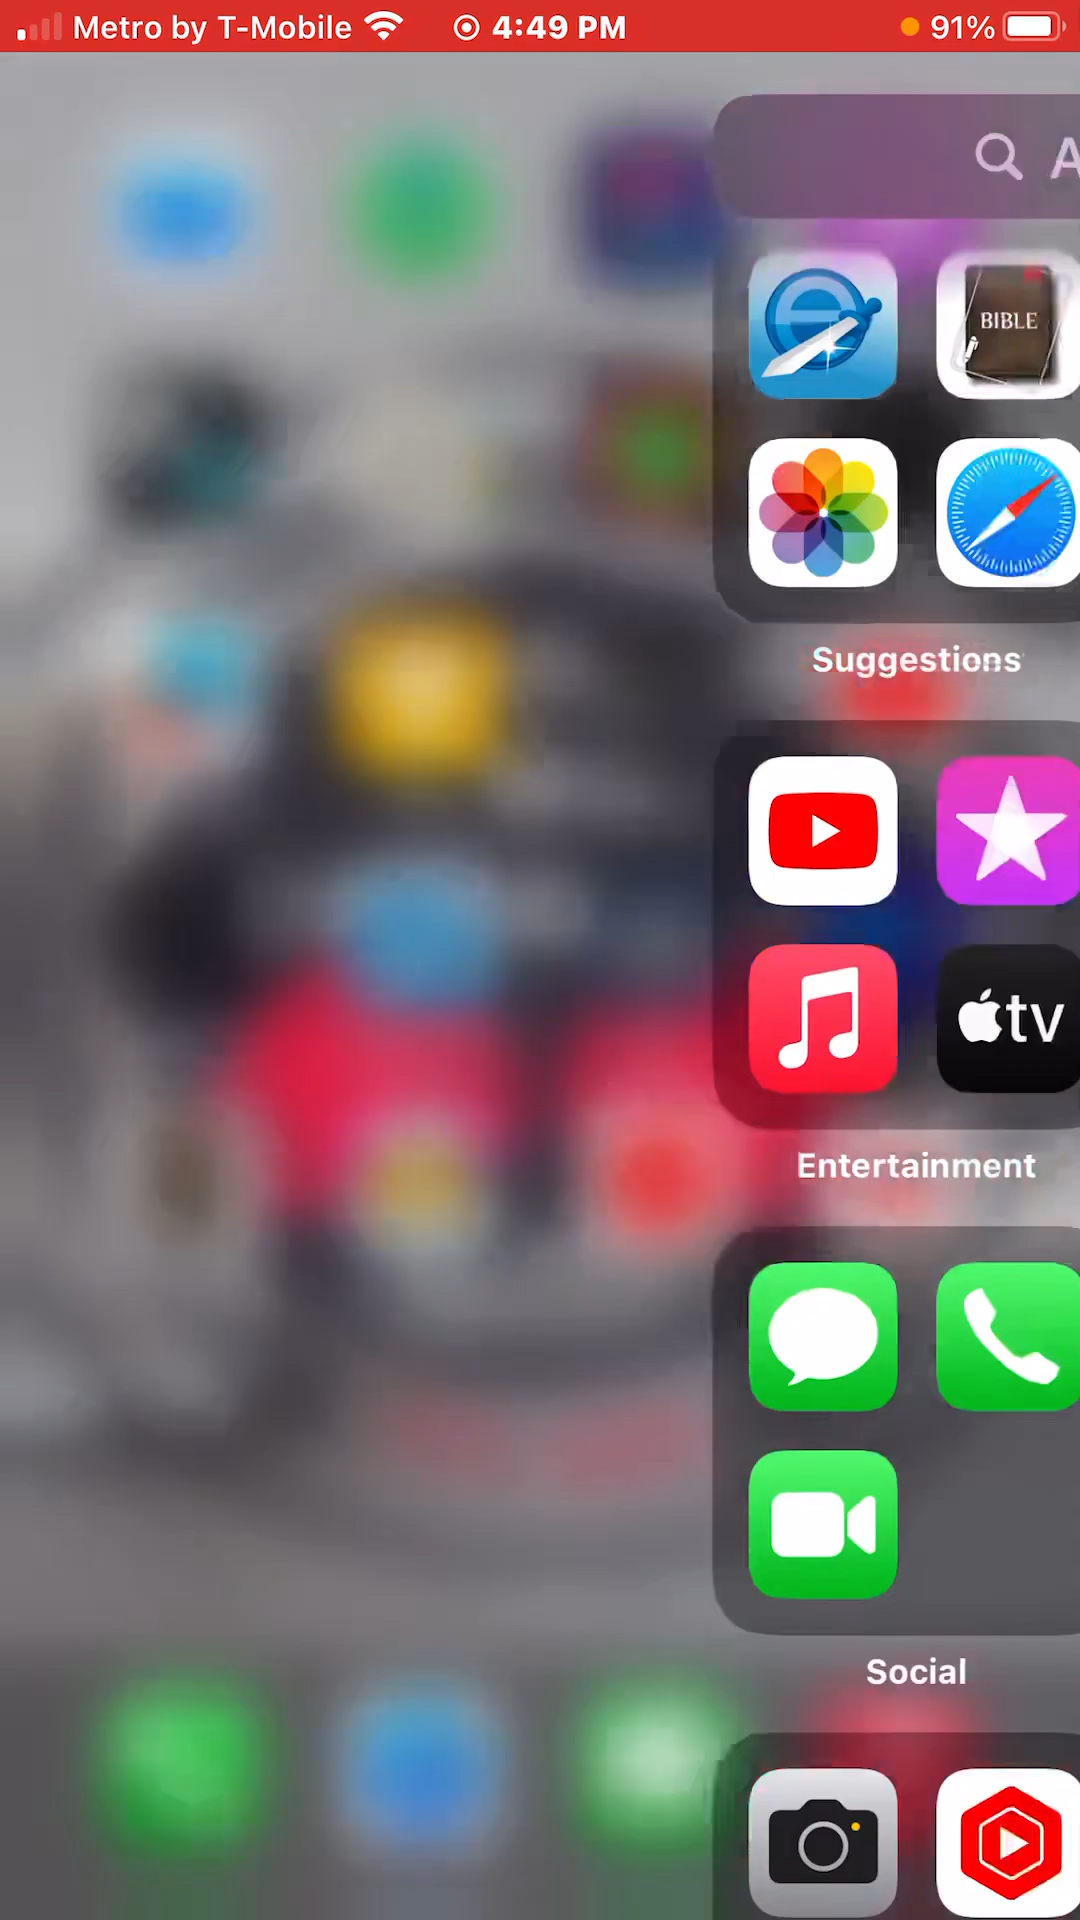 Metro by T-Mobile 4:49 PM 91%
A
BIBLE
Suggestions
tv
Entertainment
Social